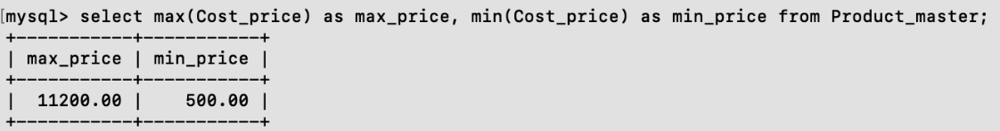 [mysql> select max(Cost_price) as max_price, min(Cost_price) as min_price from Product_master;
+-----------+-----------+
| max_price | min_price |
+-----------+-----------+
|  11200.00 |    500.00 |
+-----------+-----------+